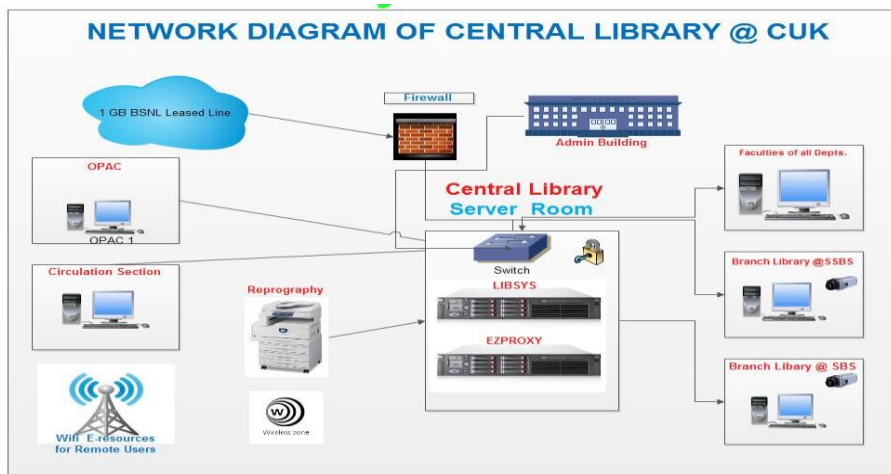 NETWORK DIAGRAM OF CENTRAL LIBRARY @ CUK
1 GB BSNL Leased Line
Firewall
Admin Building
OPAC
OPAC 1
Faculties of all Depts.
Central Library
Server Room
Switch
Circulation Section
Reprography
LIBSYS
EZPROXY
Branch Library @SSBS
Branch Libary @ SBS
Wifi E-resources
for Remote Users
Wireless zone